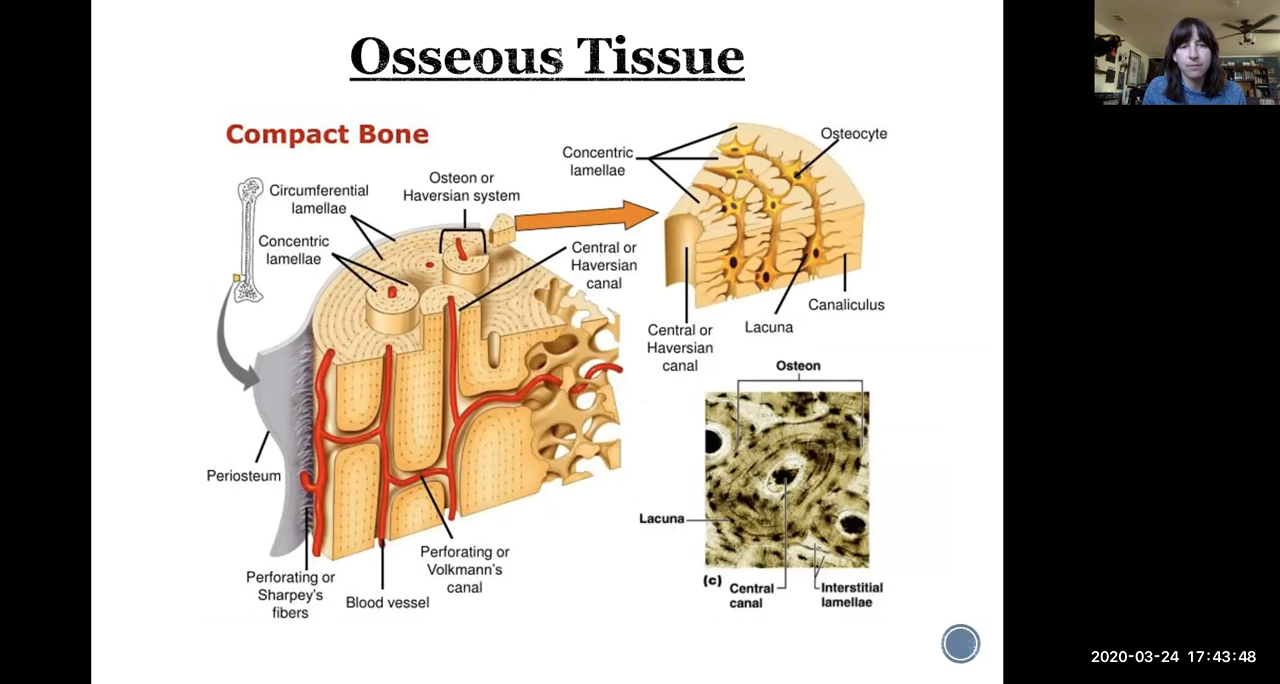 Osseous Tissue
Compact Bone
Circumferential
lamellae
Concentric
lamellae
Osteon or
Haversian system
Central or
Haversian
canal
Periosteum
Perforating or
Sharpey's
fibers
Blood vessel
Perforating or
Volkmann's
canal
Concentric
lamellae
Osteocyte
Canaliculus
Lacuna
Central or
Haversian
canal
Osteon
Lacuna
(c)
Central
canal
Interstitial
lamellae
2020-03-24 17:43:48